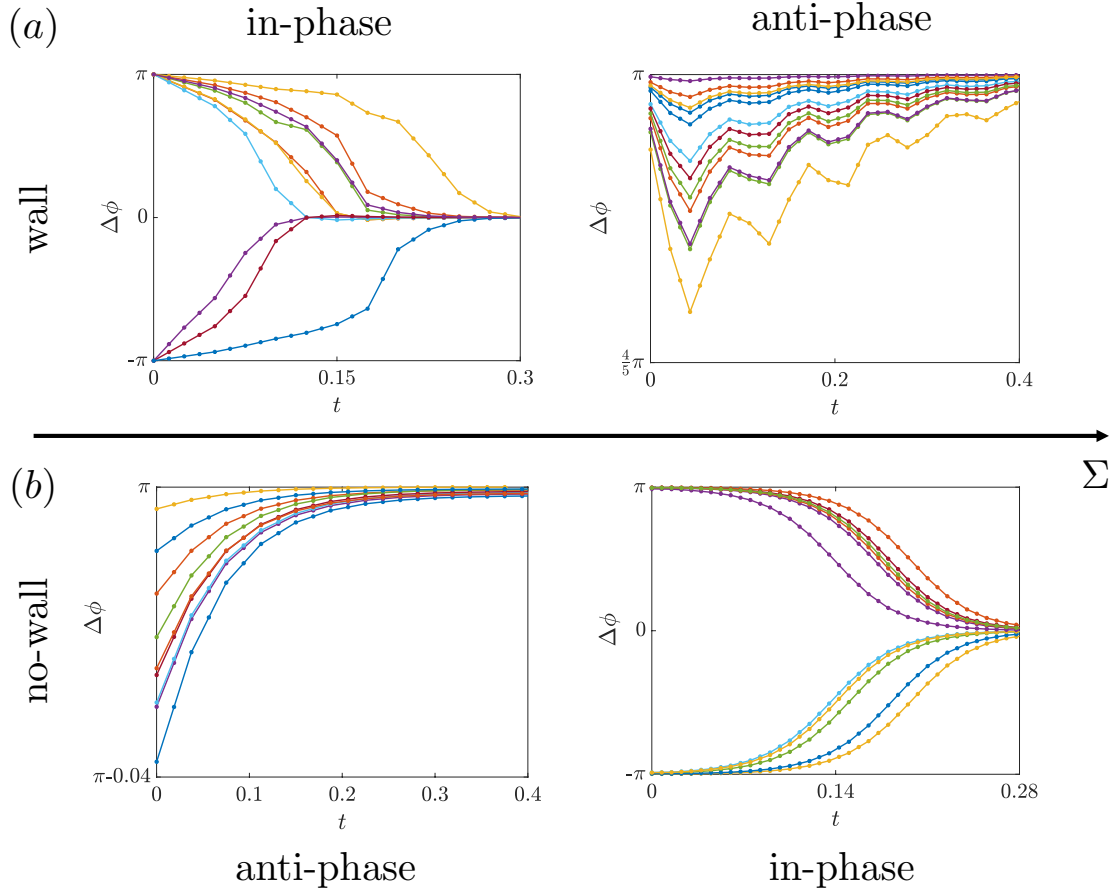 (a)
in-phase
anti-phase
wall
π
0
-π
Δϕ
0
0.15
0.3
t
π
4/5 π
Δϕ
0
0.2
0.4
t
Σ
(b)
no-wall
π
π-0.04
Δϕ
0
0.1
0.2
0.3
0.4
t
π
0
-π
Δϕ
0
0.14
0.28
t
anti-phase
in-phase